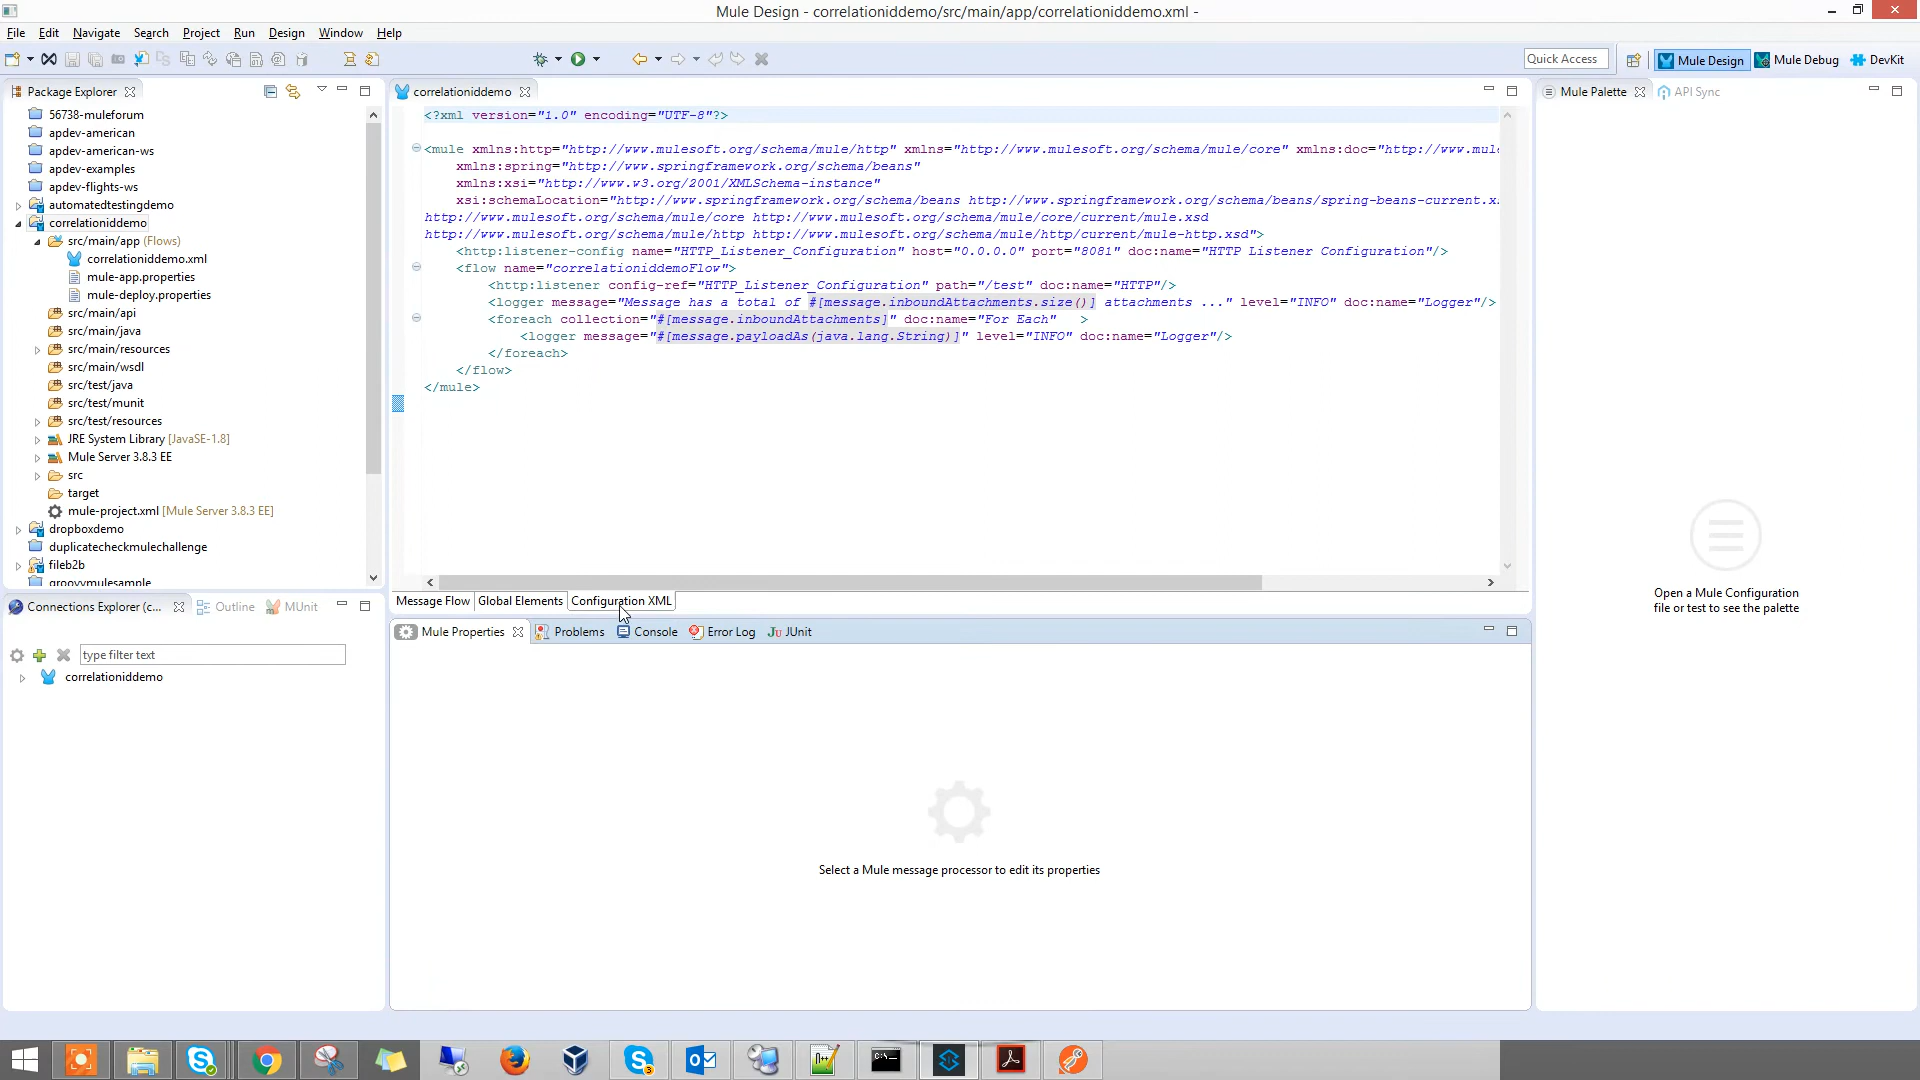 Mule Design - correlationiddemo/src/main/app/correlationiddemo.xml -
File Edit Navigate Search Project Run Design Window Help
Quick Access
Mule Design
Mule Debug
DevKit
Package Explorer
56738-muleforum
apdev-american
apdev-american-ws
apdev-examples
apdev-flights-ws
automatedtestingdemo
correlationiddemo
src/main/app (Flows)
correlationiddemo.xml
mule-app.properties
mule-deploy.properties
src/main/api
src/main/java
src/main/resources
src/main/wsdl
src/test/java
src/test/munit
src/test/resources
JRE System Library [JavaSE-1.8]
Mule Server 3.8.3 EE
src
target
mule-project.xml [Mule Server 3.8.3 EE]
dropboxdemo
duplicatecheckmulechallenge
fileb2b
groovymulesample
correlationiddemo
<?xml version="1.0" encoding="UTF-8"?>
<mule xmlns:http="http://www.mulesoft.org/schema/mule/http" xmlns="http://www.mulesoft.org/schema/mule/core" xmlns:doc="http://www.mul
xmlns:spring="http://www.springframework.org/schema/beans"
xmlns:xsi="http://www.w3.org/2001/XMLSchema-instance"
xsi:schemaLocation="http://www.springframework.org/schema/beans http://www.springframework.org/schema/beans/spring-beans-current.x
http://www.mulesoft.org/schema/mule/core http://www.mulesoft.org/schema/mule/core/current/mule.xsd
http://www.mulesoft.org/schema/mule/http http://www.mulesoft.org/schema/mule/http/current/mule-http.xsd">
<http:listener-config name="HTTP_Listener_Configuration" host="0.0.0.0" port="8081" doc:name="HTTP Listener Configuration"/>
<flow name="correlationiddemoFlow">
<http:listener config-ref="HTTP_Listener_Configuration" path="/test" doc:name="HTTP"/>
<logger message="Message has a total of #[message.inboundAttachments.size()] attachments ..." level="INFO" doc:name="Logger"/>
<foreach collection="#[message.inboundAttachments]" doc:name="For Each" >
<logger message="#[message.payloadAs(java.lang.String)]" level="INFO" doc:name="Logger"/>
</foreach>
</flow>
</mule>
Message Flow Global Elements Configuration XML
Mule Palette
API Sync
Open a Mule Configuration
file or test to see the palette
Connections Explorer (c...
Outline
MUnit
type filter text
correlationiddemo
Mule Properties
Problems
Console
Error Log
JUnit
Select a Mule message processor to edit its properties